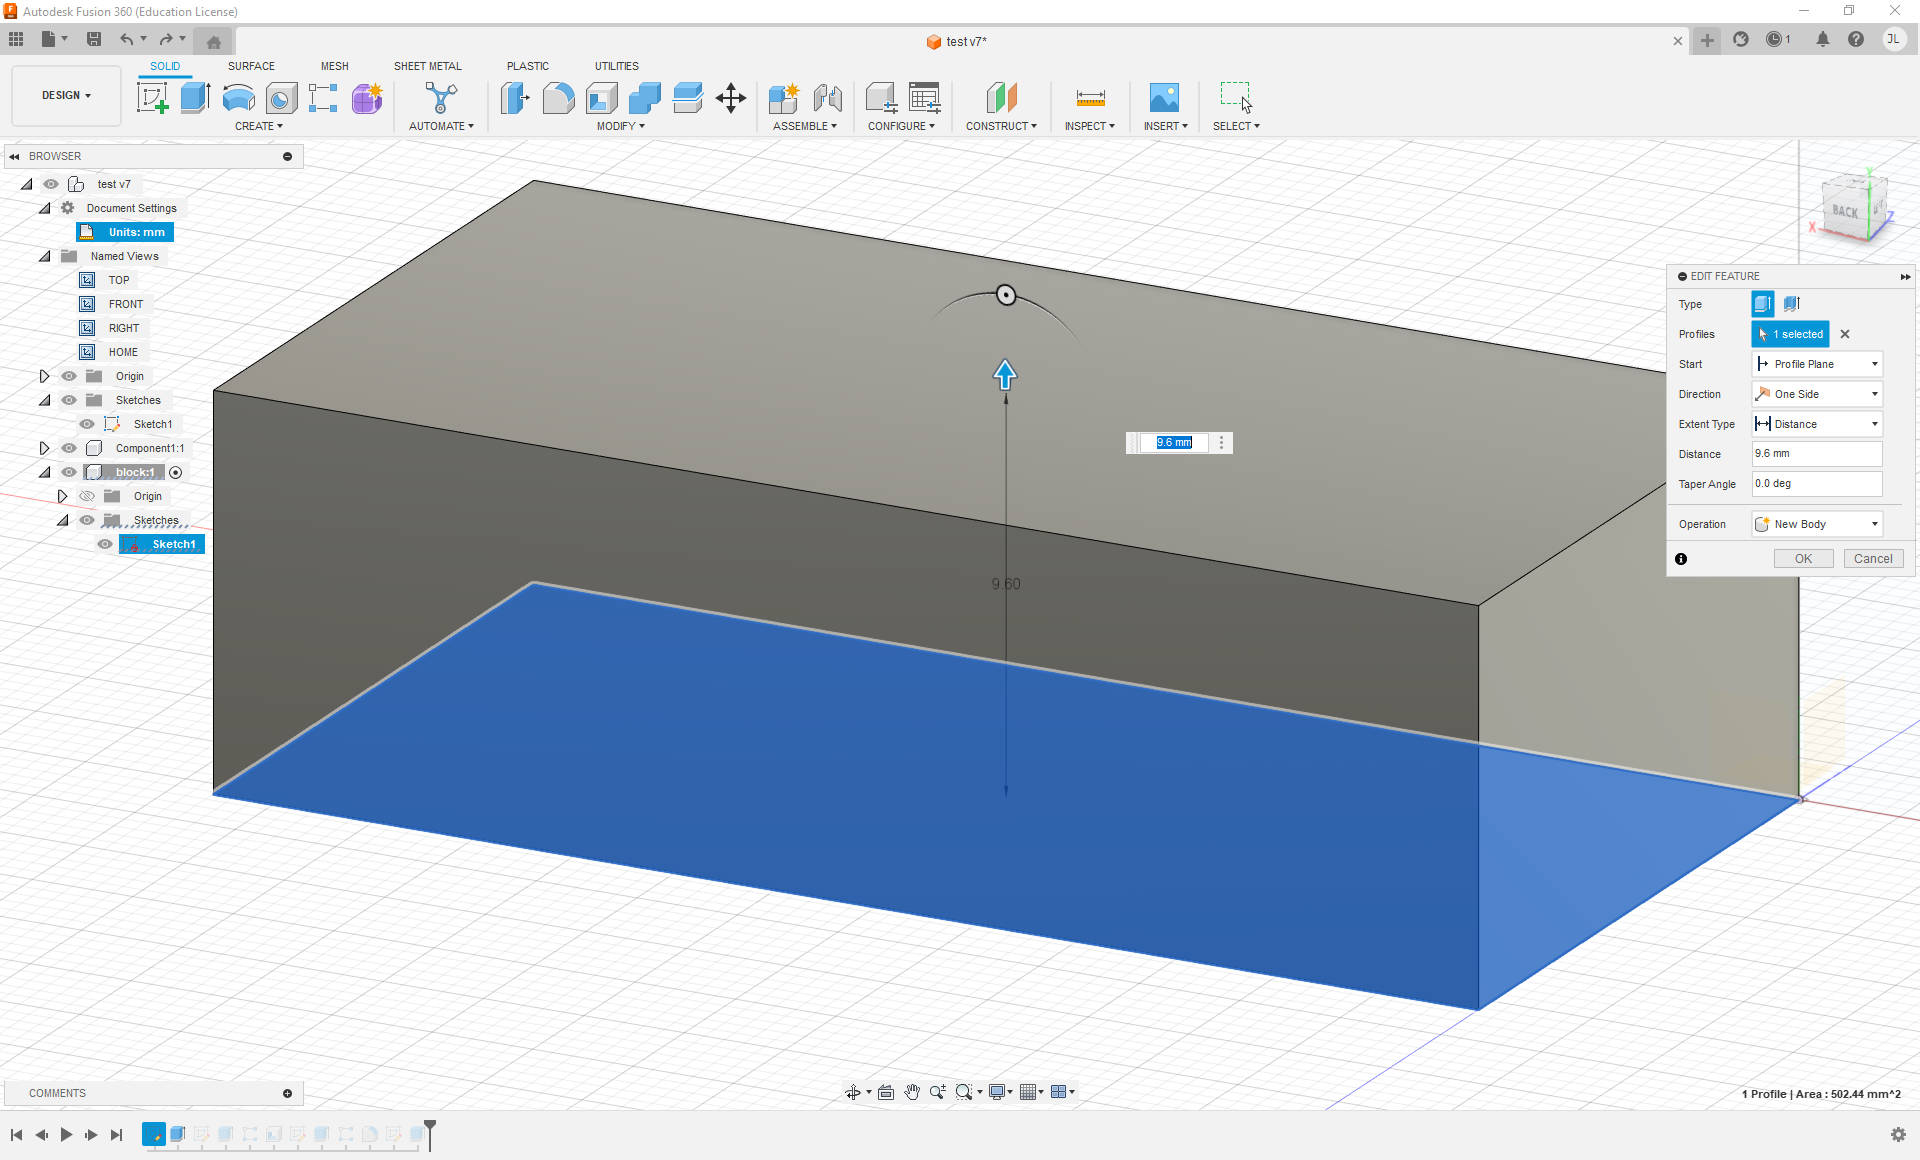 Autodesk Fusion 360 (Education License)
test v7*
1
JL
DESIGN
SOLID
SURFACE
MESH
SHEET METAL
PLASTIC
UTILITIES
CREATE
AUTOMATE
MODIFY
ASSEMBLE
CONFIGURE
CONSTRUCT
INSPECT
INSERT
SELECT
BROWSER
test v7
Document Settings
Units: mm
Named Views
TOP
FRONT
RIGHT
HOME
Origin
Sketches
Sketch1
Component1:1
block:1
Origin
Sketches
Sketch1
9.6 mm
9.60
Y
BACK
Z
X
EDIT FEATURE
Type
Profiles 1 selected
Start Profile Plane
Direction One Side
Extent Type Distance
Distance 9.6 mm
Taper Angle 0.0 deg
Operation New Body
OK Cancel
COMMENTS
1 Profile | Area : 502.44 mm^2